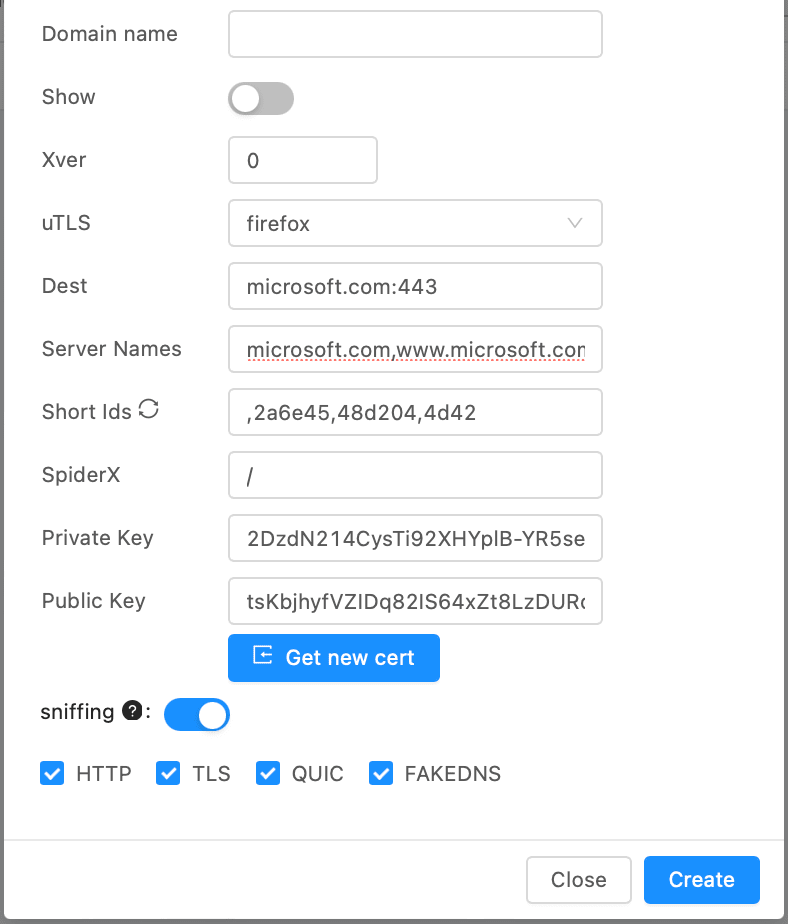 Domain name
Show
Xver 0
uTLS firefox
Dest microsoft.com:443
Server Names microsoft.com,www.microsoft.com
Short Ids ,2a6e45,48d204,4d42
SpiderX /
Private Key 2DzdN214CysTi92XHYplB-YR5se
Public Key tsKbjhyfVZIDq82IS64xZt8LzDUR
Get new cert
sniffing ? :
HTTP TLS QUIC FAKEDNS
Close Create